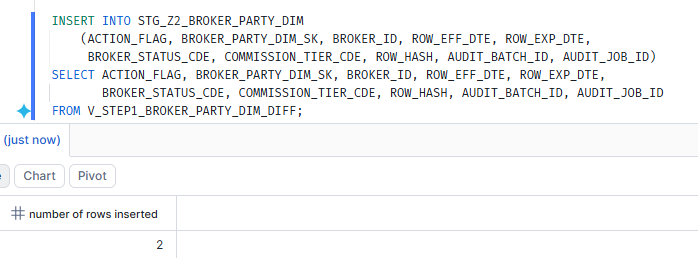 INSERT INTO STG_Z2_BROKER_PARTY_DIM
(ACTION_FLAG, BROKER_PARTY_DIM_SK, BROKER_ID, ROW_EFF_DTE, ROW_EXP_DTE,
BROKER_STATUS_CDE, COMMISSION_TIER_CDE, ROW_HASH, AUDIT_BATCH_ID, AUDIT_JOB_ID)
SELECT ACTION_FLAG, BROKER_PARTY_DIM_SK, BROKER_ID, ROW_EFF_DTE, ROW_EXP_DTE,
BROKER_STATUS_CDE, COMMISSION_TIER_CDE, ROW_HASH, AUDIT_BATCH_ID, AUDIT_JOB_ID
FROM V_STEP1_BROKER_PARTY_DIM_DIFF;
(just now)
Chart Pivot
# number of rows inserted
2